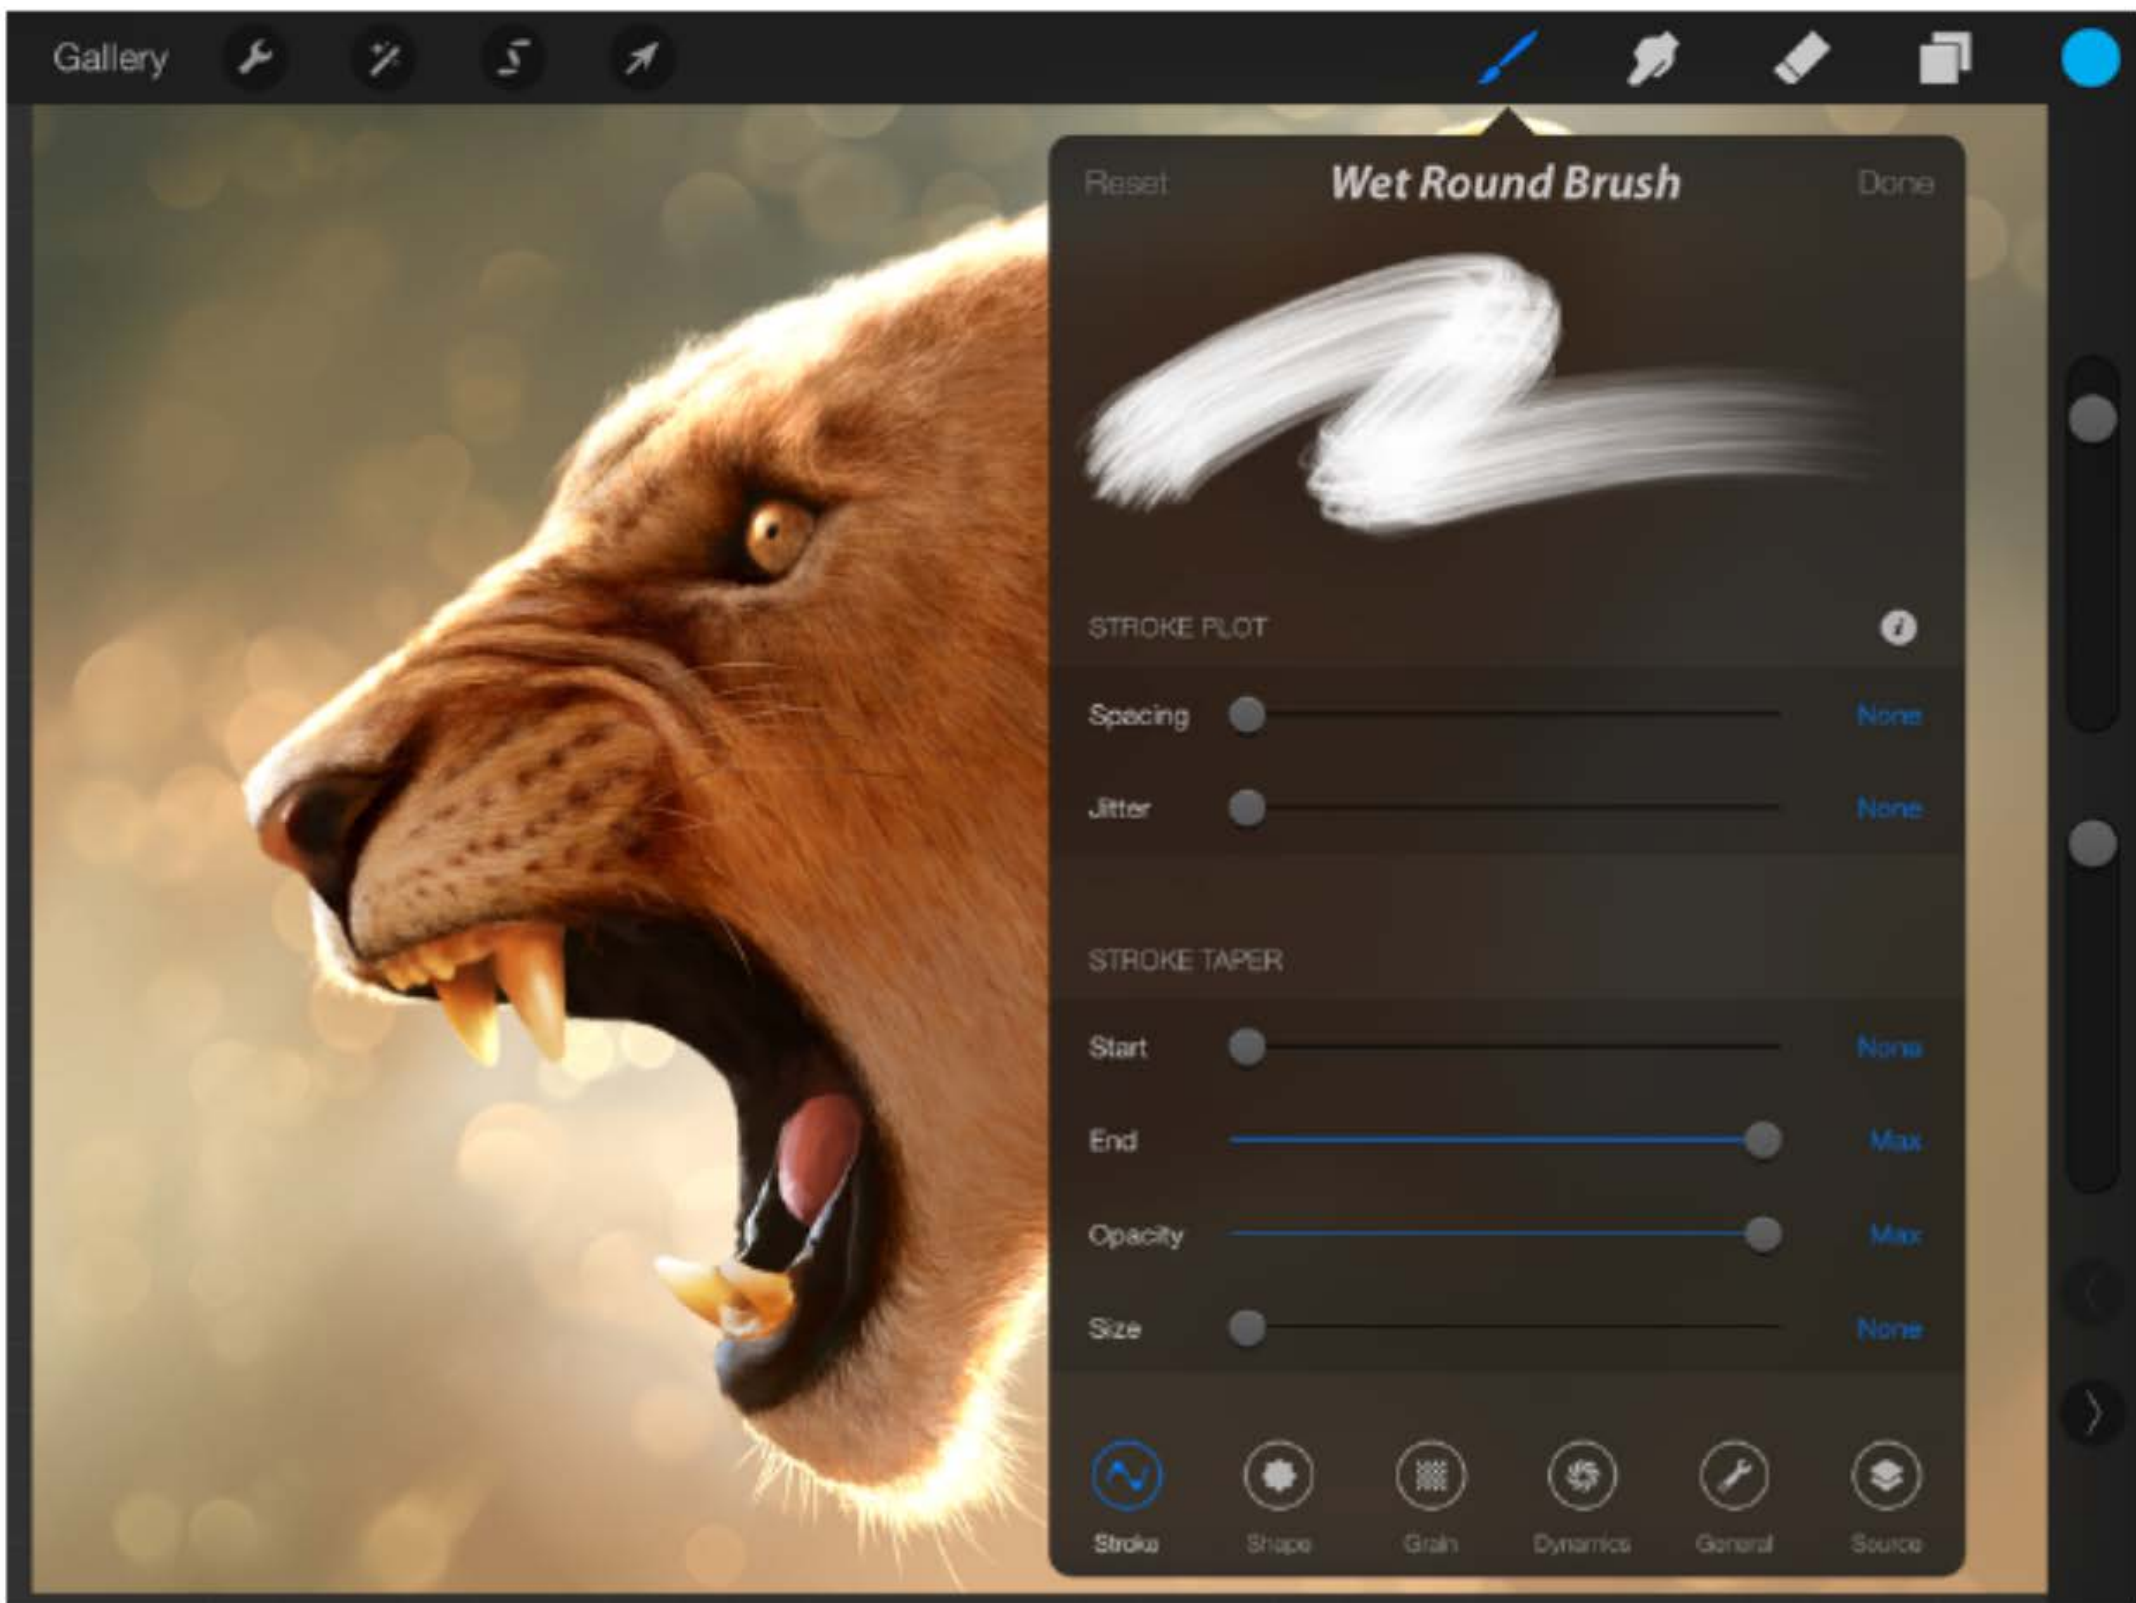 Gallery
Reset Wet Round Brush Done
STROKE PLOT
Spacing None
Jitter None
STROKE TAPER
Start None
End Max
Opacity Max
Size None
Stroke Shape Grain Dynamics General Source